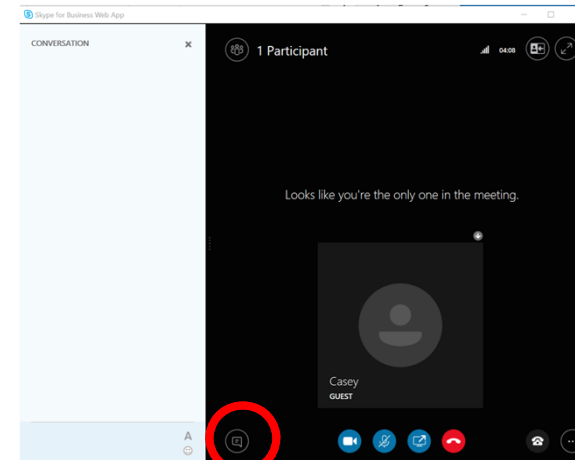 Skype for Business Web App
CONVERSATION
1 Participant
04:08
Looks like you're the only one in the meeting.
Casey
GUEST
A